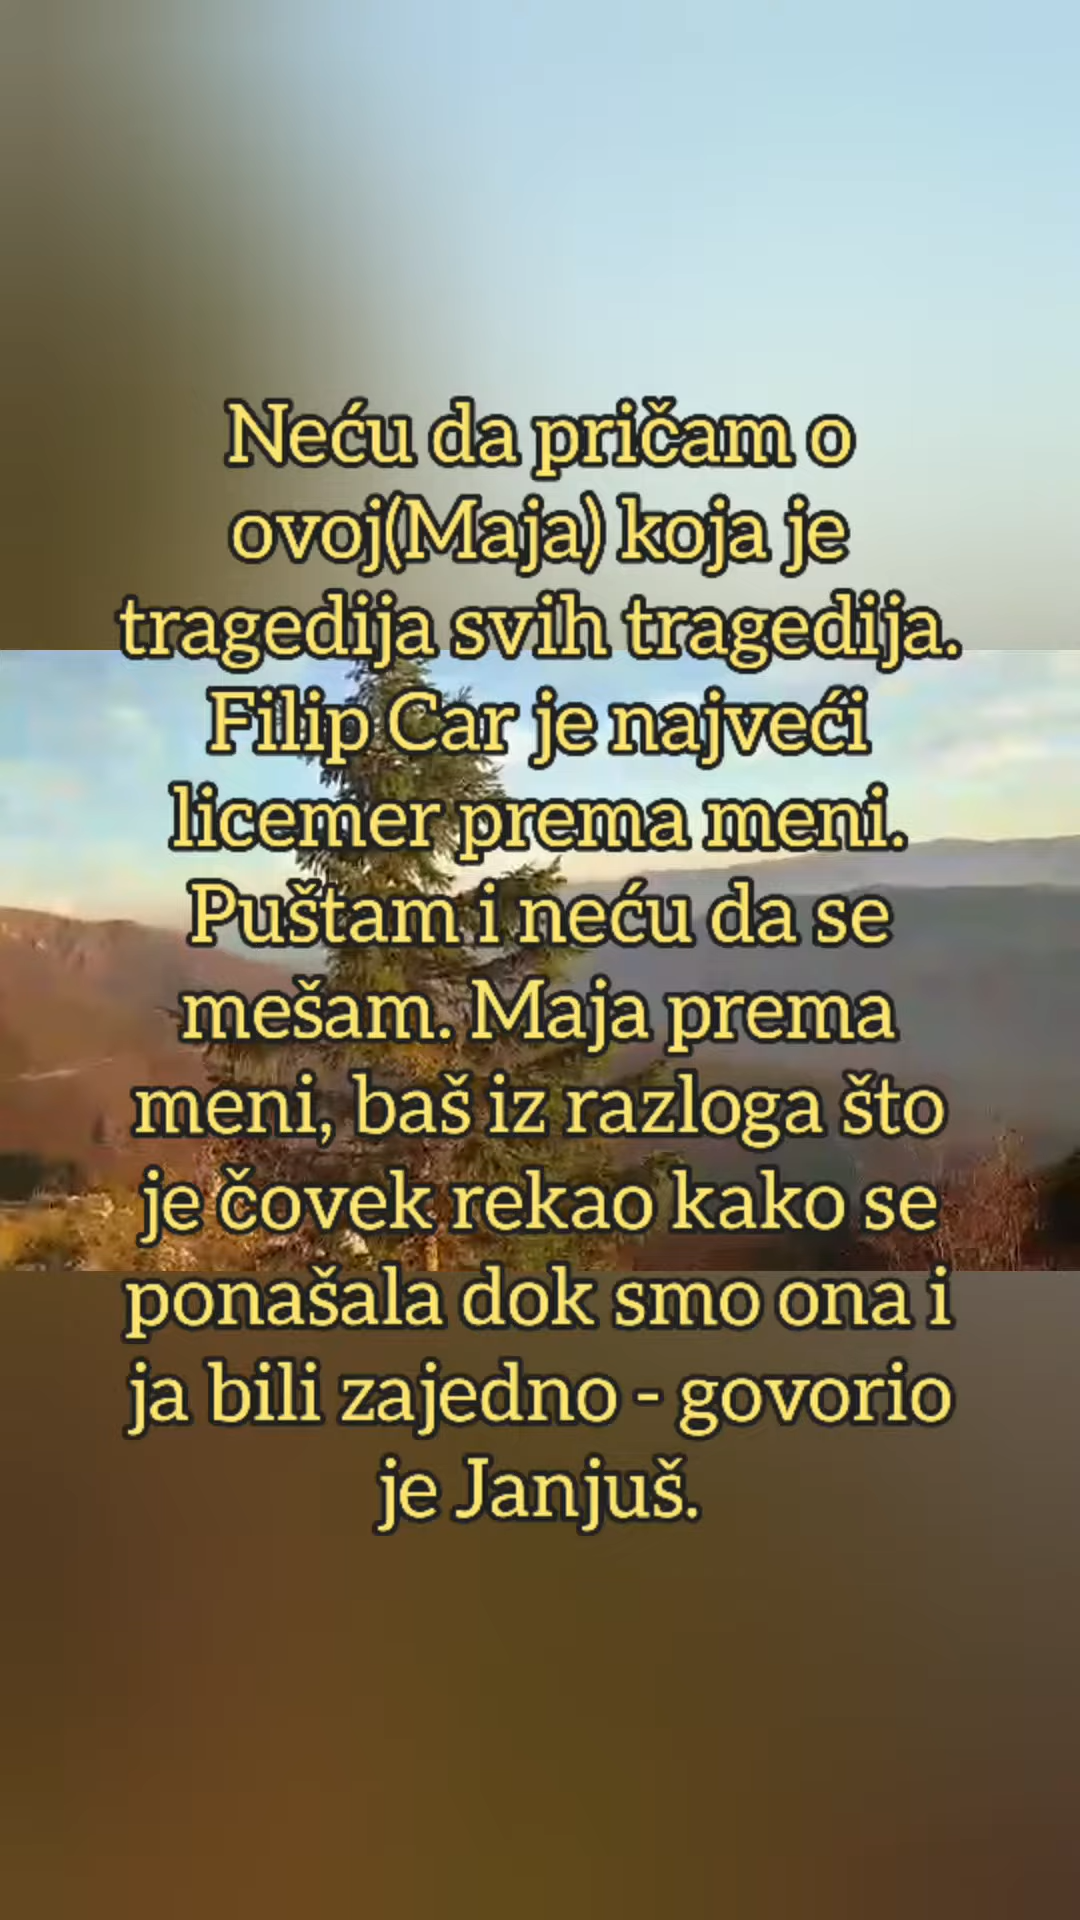 Neću da pričam o
ovoj(Maja) koja je
tragedija svih tragedija.
Filip Car je najveći
licemer prema meni.
Puštam i neću da se
mešam. Maja prema
meni, baš iz razloga što
je čovek rekao kako se
ponašala dok smo ona i
ja bili zajedno - govorio
je Janjuš.